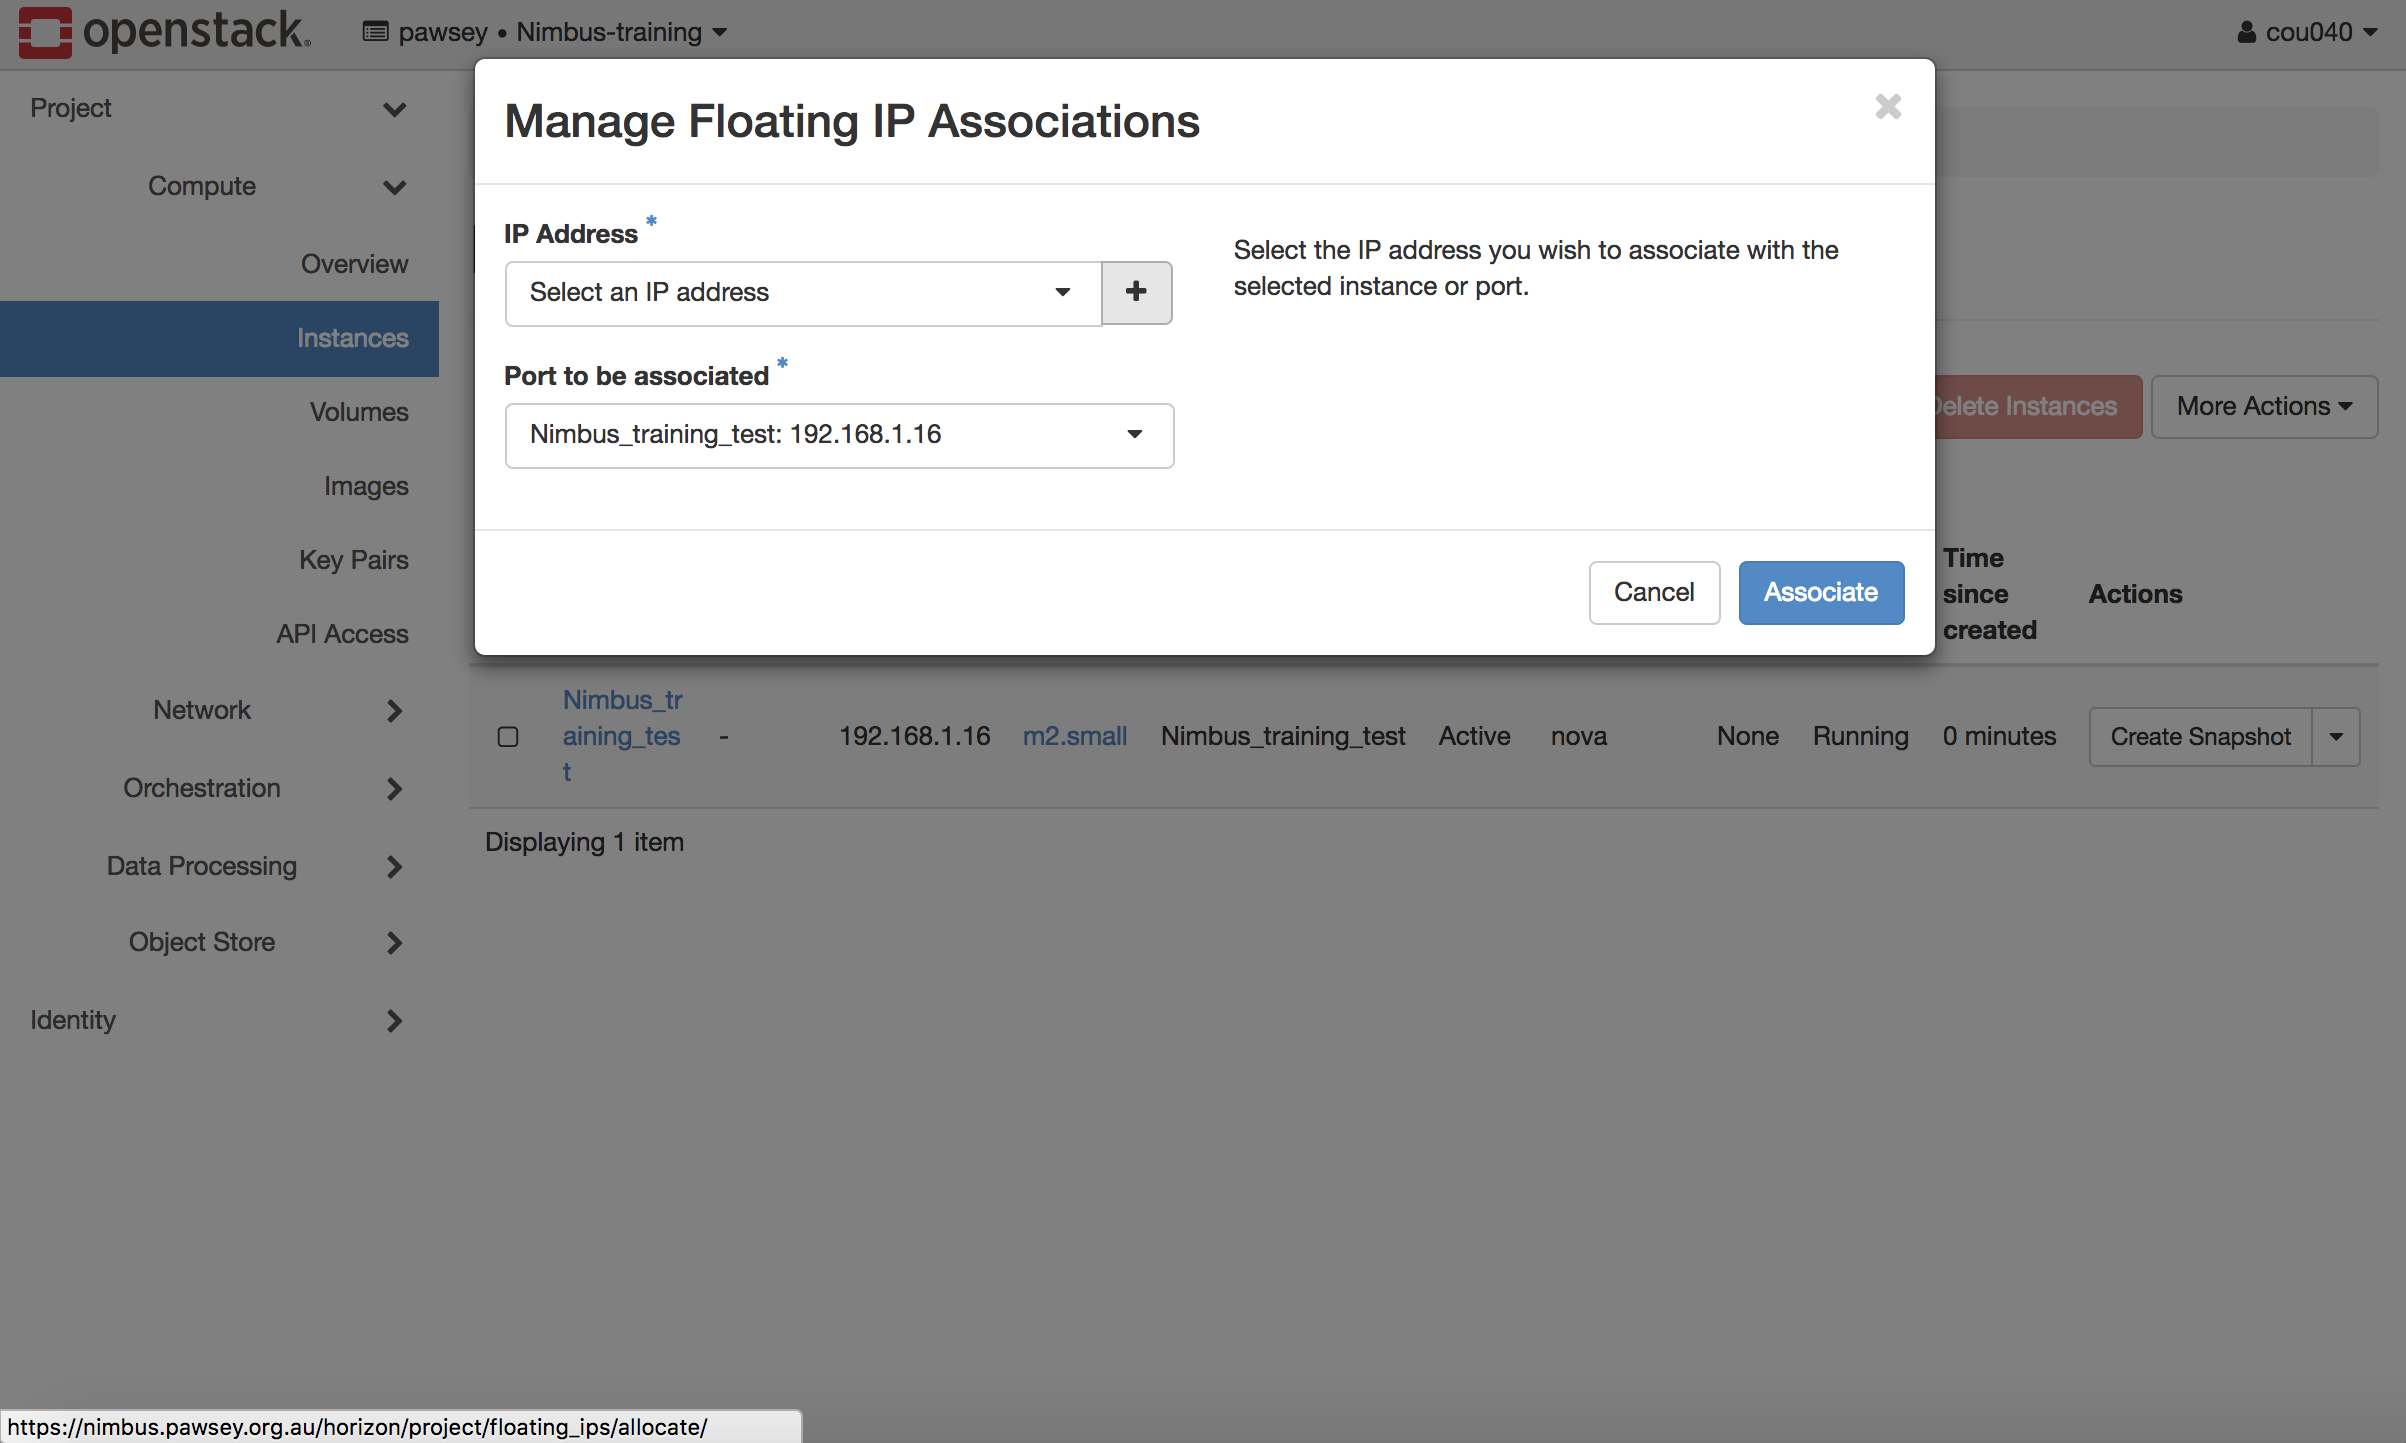 openstack.
pawsey • Nimbus-training
cou040
Project
Compute
Overview
Instances
Volumes
Images
Key Pairs
API Access
Network
Orchestration
Data Processing
Object Store
Identity
Manage Floating IP Associations
IP Address *
Select an IP address
Port to be associated *
Nimbus_training_test: 192.168.1.16
Select the IP address you wish to associate with the
selected instance or port.
Cancel
Associate
Delete Instances
More Actions
Time
since
created
Actions
Nimbus_tr
aining_tes
t
-
192.168.1.16
m2.small
Nimbus_training_test
Active
nova
None
Running
0 minutes
Create Snapshot
Displaying 1 item
https://nimbus.pawsey.org.au/horizon/project/floating_ips/allocate/